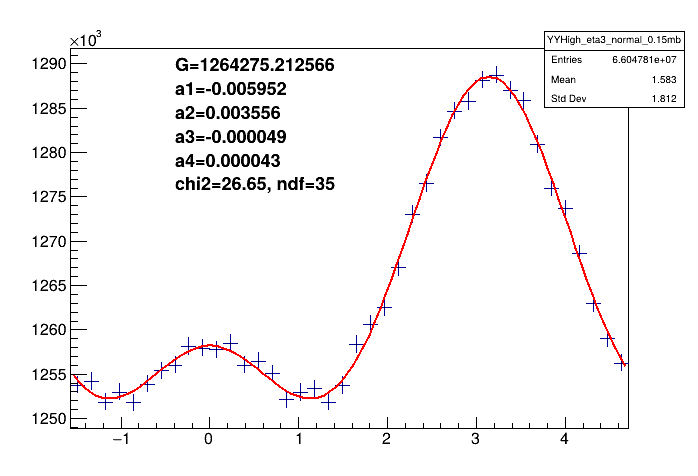 ×10³
YYHigh_eta3_normal_0.15mb
Entries 6.604781e+07
Mean 1.583
Std Dev 1.812
G=1264275.212566
a1=-0.005952
a2=0.003556
a3=-0.000049
a4=0.000043
chi2=26.65, ndf=35
1290
1285
1280
1275
1270
1265
1260
1255
1250
−1 0 1 2 3 4